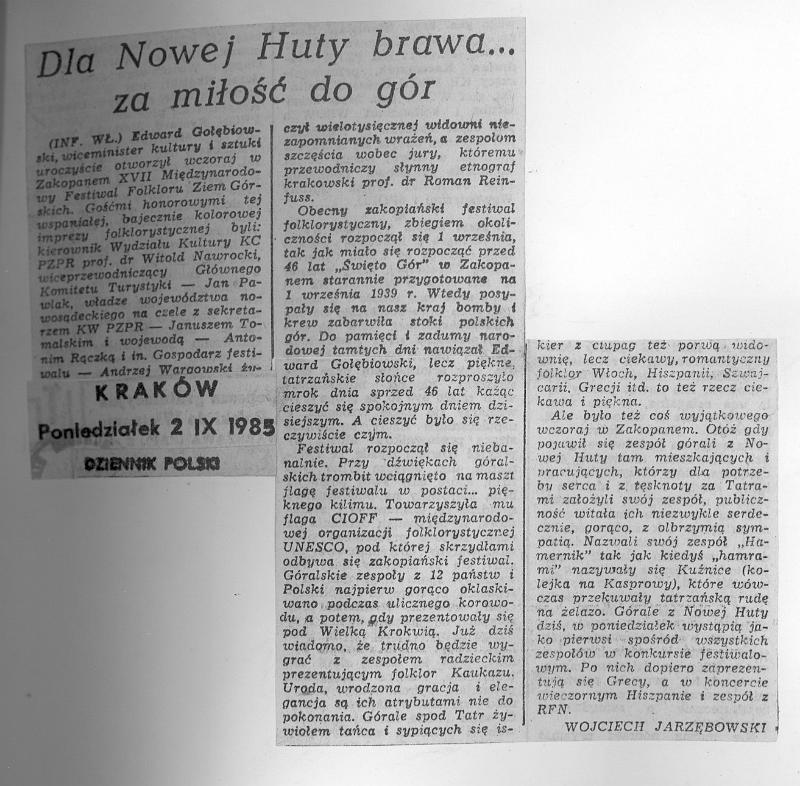 Dla Nowej Huty brawa...
za miłość do gór
(INF. WŁ.) Edward Gołębiow-
ski, wiceminister kultury i sztuki
uroczyście otworzył wczoraj w
Zakopanem XVII Międzynarodo-
wy Festiwal Folkloru Ziem Gór-
skich. Gośćmi honorowymi tej
wspaniałej, bajecznie kolorowej
imprezy folklorystycznej byli:
kierownik Wydziału Kultury KC
PZPR prof. dr Witold Nawrocki,
wiceprzewodniczący Głównego
Komitetu Turystyki — Jan Pa-
wlak, władze województwa no-
wosądeckiego na czele z sekreta-
rzem KW PZPR — Januszem To-
malskim i wojewodą — Anto-
nim Rączką i in. Gospodarz festi-
walu — Andrzej Wargowski ży-
KRAKÓW
Poniedziałek 2 IX 1985
DZIENNIK POLSKI
czył wielotysięcznej widowni nie-
zapomnianych wrażeń, a zespołom
szczęścia wobec jury, któremu
przewodniczy słynny etnograf
krakowski prof. dr Roman Rein-
fuss.
Obecny zakopiański festiwal
folklorystyczny, zbiegiem okoli-
czności rozpoczął się 1 września,
tak jak miało się rozpocząć przed
46 lat „Święto Gór" w Zakopa-
nem starannie przygotowane na
1 września 1939 r. Wtedy posy-
pały się na nasz kraj bomby i
krew zabarwiła stoki polskich
gór. Do pamięci i zadumy naro-
dowej tamtych dni nawiązał Ed-
ward Gołębiowski, lecz piękne,
tatrzańskie słońce rozproszyło
mrok dnia sprzed 46 lat każąc
cieszyć się spokojnym dniem dzi-
siejszym. A cieszyć było się rze-
czywiście czym.
Festiwal rozpoczął się nieba-
nalnie. Przy dźwiękach góral-
skich trombit wciągnięto na maszt
flagę festiwalu w postaci... pię-
knego kilimu. Towarzyszyła mu
flaga CIOFF — międzynarodo-
wej organizacji folklorystycznej
UNESCO, pod której skrzydłami
odbywa się zakopiański festiwal.
Góralskie zespoły z 12 państw i
Polski najpierw gorąco oklaski-
wano podczas ulicznego korowo-
du, a potem, gdy prezentowały się
pod Wielką Krokwią. Już dziś
wiadomo, że trudno będzie wy-
grać z zespołem radzieckim
prezentującym folklor Kaukazu.
Uroda, wrodzona gracja i ele-
gancja są ich atrybutami nie do
pokonania. Górale spod Tatr ży-
wiołem tańca i sypiących się is-
kier z ciupag też porwą wido-
wnię, lecz ciekawy, romantyczny
folklor Włoch, Hiszpanii, Szwaj-
carii, Grecji itd. to też rzecz cie-
kawa i piękna.
Ale było też coś wyjątkowego
wczoraj w Zakopanem. Otóż gdy
pojawił się zespół górali z No-
wej Huty tam mieszkających i
pracujących, którzy dla potrze-
by serca i z tęsknoty za Tatra-
mi założyli swój zespół, publicz-
ność witała ich niezwykle serde-
cznie, gorąco, z olbrzymią sym-
patią. Nazwali swój zespół „Ha-
mernik" tak jak kiedyś „hamra-
mi" nazywały się Kuźnice (ko-
lejka na Kasprowy), które wów-
czas przekuwały tatrzańską rudę
na żelazo. Górale z Nowej Huty
dziś, w poniedziałek wystąpią ja-
ko pierwsi spośród wszystkich
zespołów w konkursie festiwalo-
wym. Po nich dopiero zaprezen-
tują się Grecy, a w koncercie
wieczornym Hiszpanie i zespół z
RFN.
WOJCIECH JARZĘBOWSKI